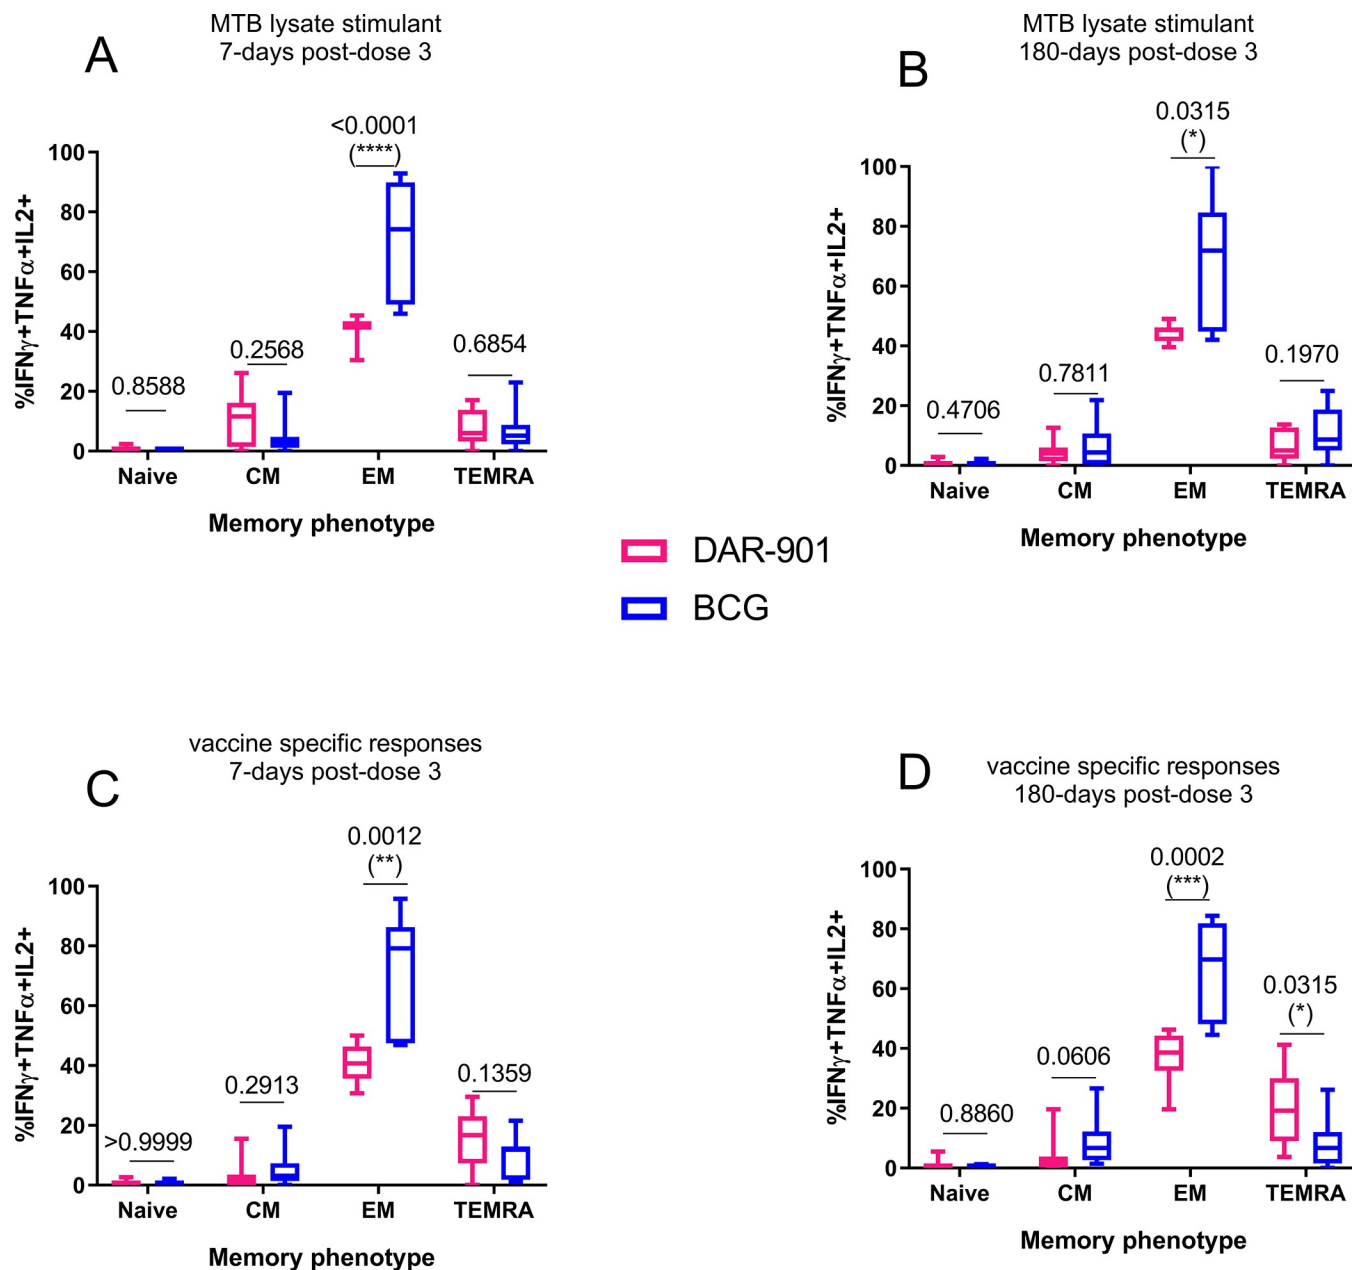 A
MTB lysate stimulant
7-days post-dose 3
%IFNγ+TNFα+IL2+
100
80
60
40
20
0
0.8588
0.2568
<0.0001
(****)
0.6854
Naive CM EM TEMRA
Memory phenotype
B
MTB lysate stimulant
180-days post-dose 3
%IFNγ+TNFα+IL2+
100
80
60
40
20
0
0.4706
0.7811
0.0315
(*)
0.1970
Naive CM EM TEMRA
Memory phenotype
DAR-901
BCG
C
vaccine specific responses
7-days post-dose 3
%IFNγ+TNFα+IL2+
100
80
60
40
20
0
>0.9999
0.2913
0.0012
(**)
0.1359
Naive CM EM TEMRA
Memory phenotype
D
vaccine specific responses
180-days post-dose 3
%IFNγ+TNFα+IL2+
100
80
60
40
20
0
0.8860
0.0606
0.0002
(***)
0.0315
(*)
Naive CM EM TEMRA
Memory phenotype